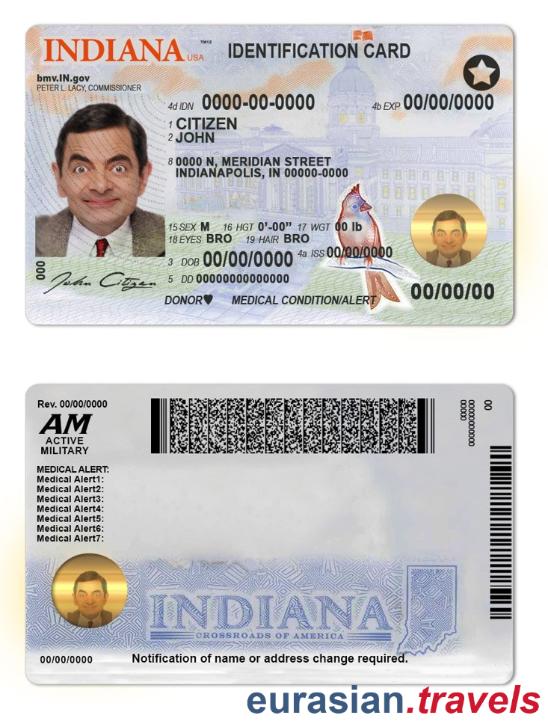 INDIANA USA IDENTIFICATION CARD
bmv.IN.gov
PETER L. LACY, COMMISSIONER
4d IDN 0000-00-0000 4b EXP 00/00/0000
1 CITIZEN
2 JOHN
8 0000 N, MERIDIAN STREET
INDIANAPOLIS, IN 00000-0000
15 SEX M 16 HGT 0'-00" 17 WGT 00 lb
18 EYES BRO 19 HAIR BRO
3 DOB 00/00/0000 4a ISS 00/00/0000
5 DD 00000000000000
000
John Citizen
DONOR♥ MEDICAL CONDITION/ALERT 00/00/00
Rev. 00/00/0000
AM
ACTIVE
MILITARY
MEDICAL ALERT:
Medical Alert1:
Medical Alert2:
Medical Alert3:
Medical Alert4:
Medical Alert5:
Medical Alert6:
Medical Alert7:
00
INDIANA
CROSSROADS OF AMERICA
00/00/0000 Notification of name or address change required.
eurasian.travels